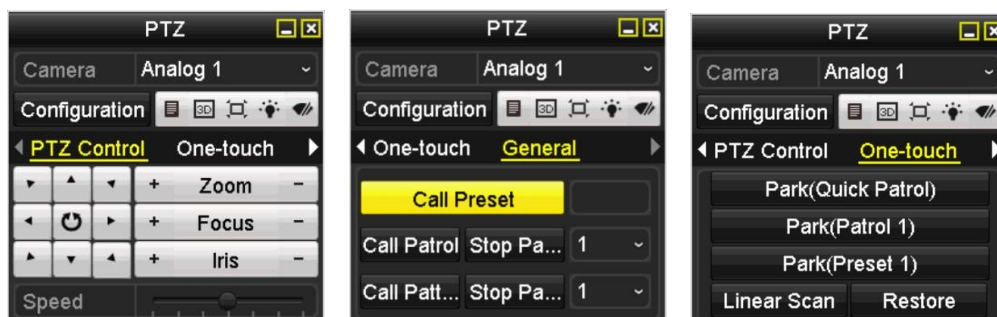 PTZ
Camera Analog 1
Configuration 3D
PTZ Control One-touch
+ Zoom -
+ Focus -
+ Iris -
Speed
PTZ
Camera Analog 1
Configuration 3D
One-touch General
Call Preset
Call Patrol Stop Pa... 1
Call Patt... Stop Pa... 1
PTZ
Camera Analog 1
Configuration 3D
PTZ Control One-touch
Park(Quick Patrol)
Park(Patrol 1)
Park(Preset 1)
Linear Scan Restore